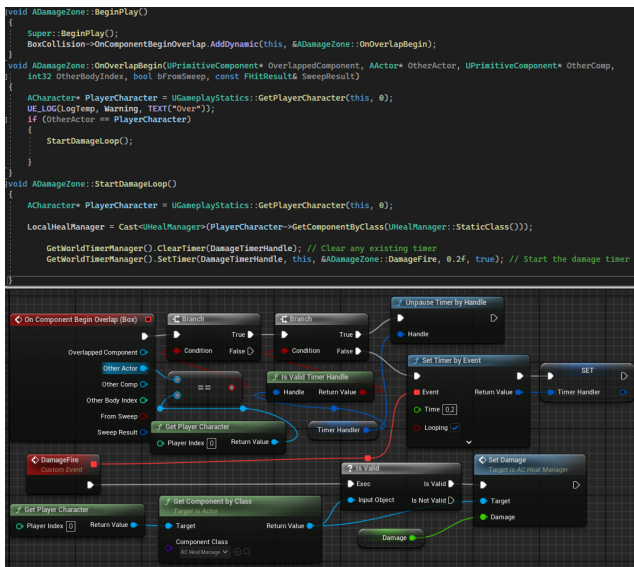 void ADamageZone::BeginPlay()
{
Super::BeginPlay();
BoxCollision->OnComponentBeginOverlap.AddDynamic(this, &ADamageZone::OnOverlapBegin);
}
void ADamageZone::OnOverlapBegin(UPrimitiveComponent* OverlappedComponent, AActor* OtherActor, UPrimitiveComponent* OtherComp,
int32 OtherBodyIndex, bool bFromSweep, const FHitResult& SweepResult)
{
ACharacter* PlayerCharacter = UGameplayStatics::GetPlayerCharacter(this, 0);
UE_LOG(LogTemp, Warning, TEXT("Over"));
if (OtherActor == PlayerCharacter)
{
StartDamageLoop();
}
}
void ADamageZone::StartDamageLoop()
{
ACharacter* PlayerCharacter = UGameplayStatics::GetPlayerCharacter(this, 0);
LocalHealManager = Cast<UHealManager>(PlayerCharacter->GetComponentByClass(UHealManager::StaticClass()));
GetWorldTimerManager().ClearTimer(DamageTimerHandle); // Clear any existing timer
GetWorldTimerManager().SetTimer(DamageTimerHandle, this, &ADamageZone::DamageFire, 0.2f, true); // Start the damage timer
}
On Component Begin Overlap (Box)
Overlapped Component
Other Actor
Other Comp
Other Body Index
From Sweep
Sweep Result
Branch
Condition
True
False
Branch
Condition
True
False
Unpause Timer by Handle
Handle
==
Is Valid Timer Handle
Handle
Return Value
Get Player Character
Player Index 0
Return Value
Timer Handler
Set Timer by Event
Event
Return Value
Time 0,2
Looping
SET
Timer Handler
DamageFire
Custom Event
Is Valid
Exec
Is Valid
Input Object
Is Not Valid
Set Damage
Target is AC Heal Manager
Target
Damage
Get Player Character
Player Index 0
Return Value
Get Component by Class
Target is Actor
Target
Return Value
Component Class
AC Heal Manage
Damage